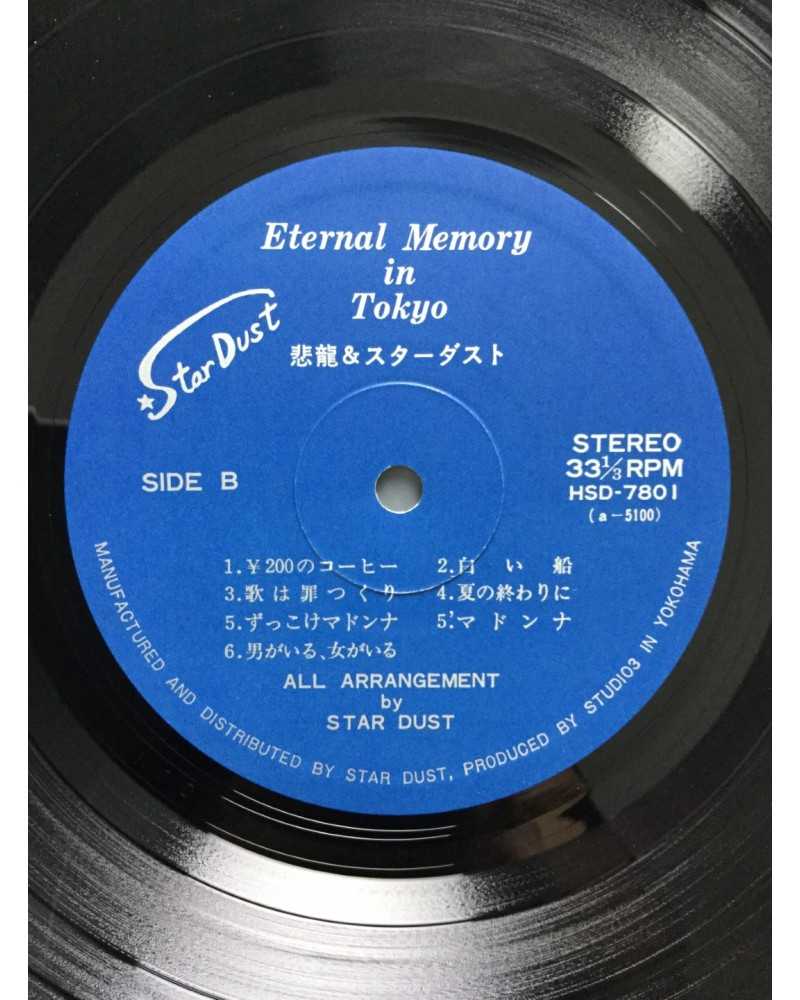 Eternal Memory
in
Tokyo
Star Dust
悲龍&スターダスト
SIDE B
STEREO
33 1/3 RPM
HSD-7801
(a-5100)
1.¥200のコーヒー 2.白い船
3.歌は罪つくり 4.夏の終わりに
5.ずっこけマドンナ 5'.マドンナ
6.男がいる、女がいる
ALL ARRANGEMENT
by
STAR DUST
MANUFACTURED AND DISTRIBUTED BY STAR DUST, PRODUCED BY STUDIO3 IN YOKOHAMA